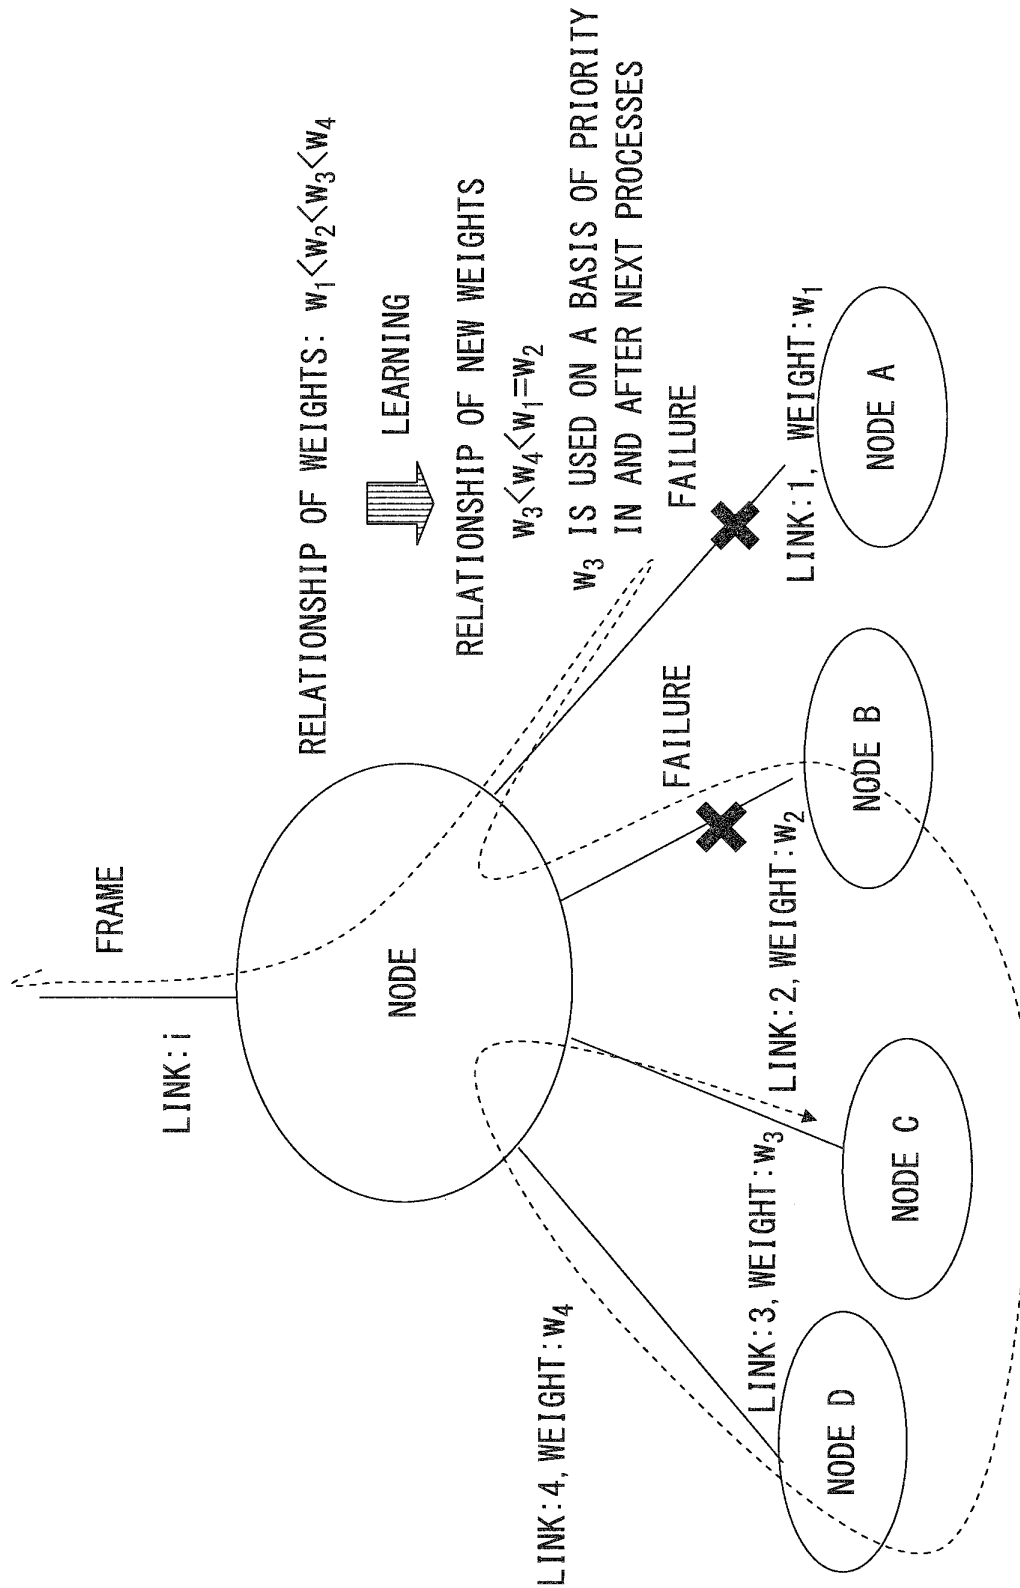 FRAME
LINK:i
NODE
RELATIONSHIP OF WEIGHTS: w₁<w₂<w₃<w₄
LEARNING
RELATIONSHIP OF NEW WEIGHTS
w₃<w₄<w₁=w₂
w₃ IS USED ON A BASIS OF PRIORITY
IN AND AFTER NEXT PROCESSES
FAILURE
FAILURE
LINK:4, WEIGHT:w₄
LINK:3, WEIGHT:w₃
LINK:2, WEIGHT:w₂
LINK:1, WEIGHT:w₁
NODE D
NODE C
NODE B
NODE A